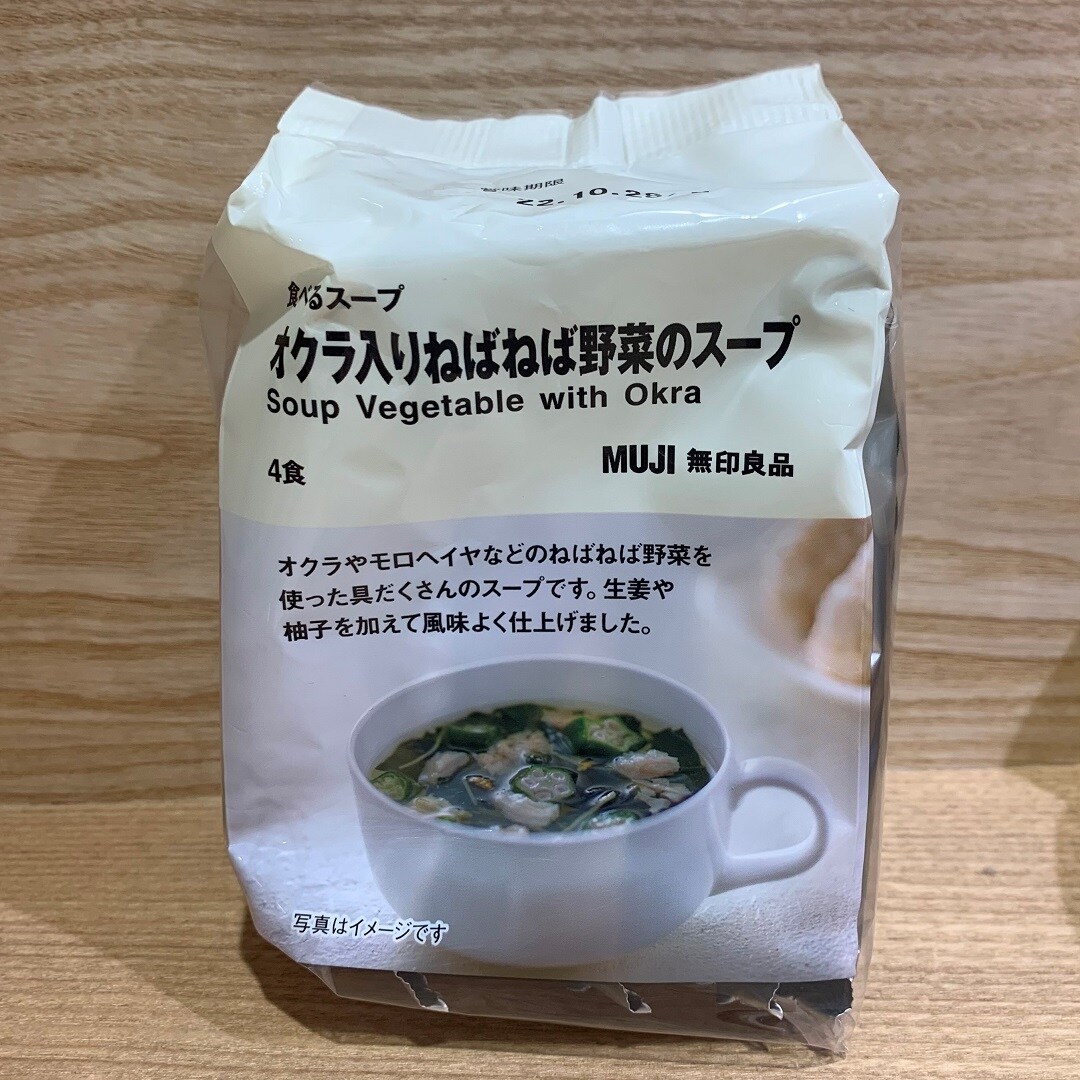 賞味期限
22.10.28
食べるスープ
オクラ入りねばねば野菜のスープ
Soup Vegetable with Okra
4食
MUJI 無印良品
オクラやモロヘイヤなどのねばねば野菜を
使った具だくさんのスープです。生姜や
柚子を加えて風味よく仕上げました。
写真はイメージです